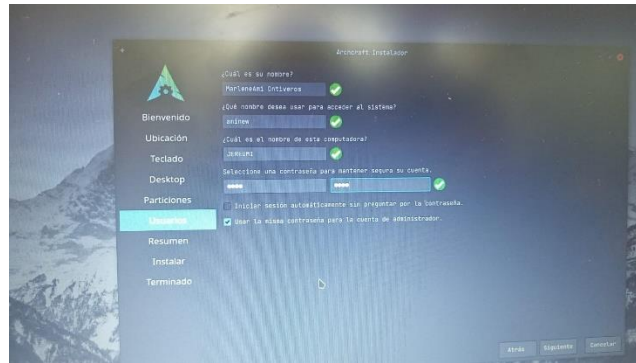 Archcraft Instalador
Bienvenido
Ubicación
Teclado
Desktop
Particiones
Usuarios
Resumen
Instalar
Terminado
¿Cuál es su nombre?
¿Qué nombre desea usar para acceder al sistema?
¿Cuál es el nombre de esta computadora?
Seleccione una contraseña para mantener segura su cuenta.
Iniciar sesión automáticamente sin preguntar por la contraseña.
Usar la misma contraseña para la cuenta de administrador.
Atrás
Siguiente
Cancelar